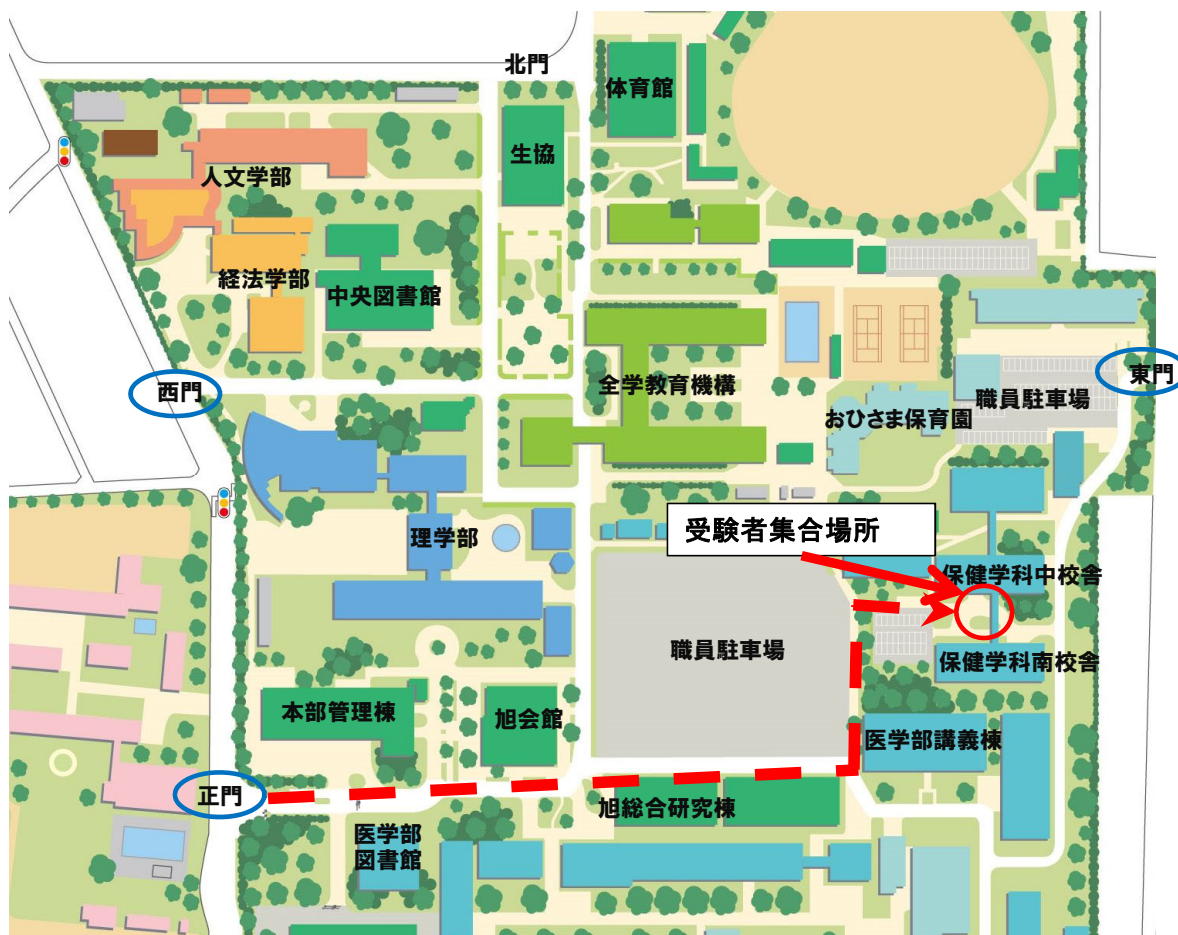 北門
体育館
生協
人文学部
経法学部
中央図書館
西門
全学教育機構
東門
職員駐車場
おひさま保育園
受験者集合場所
理学部
保健学科中校舎
職員駐車場
保健学科南校舎
本部管理棟
旭会館
医学部講義棟
正門
旭総合研究棟
医学部
図書館